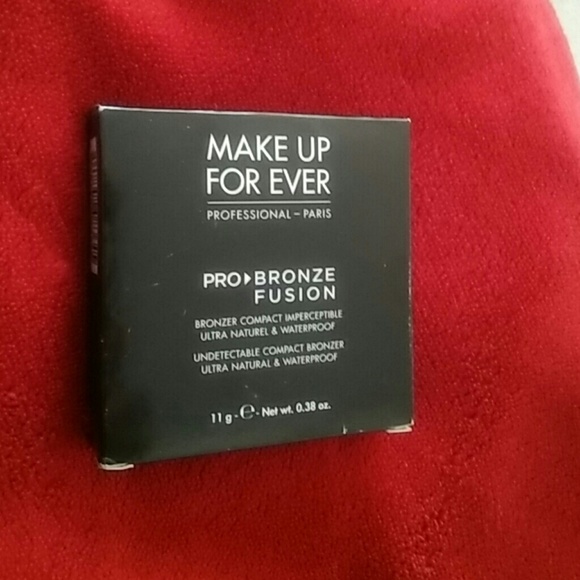 MAKE UP
FOR EVER
PROFESSIONAL – PARIS
PRO▶BRONZE
FUSION
BRONZER COMPACT IMPERCEPTIBLE
ULTRA NATUREL & WATERPROOF
UNDETECTABLE COMPACT BRONZER
ULTRA NATURAL & WATERPROOF
11 g - ℮ - Net wt. 0.38 oz.